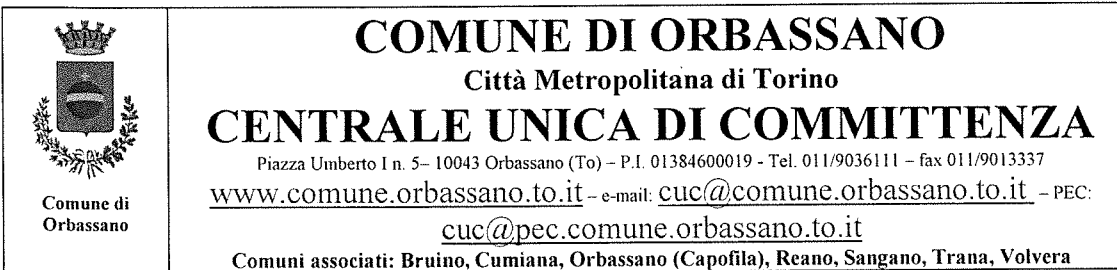 Comune di
Orbassano
COMUNE DI ORBASSANO
Città Metropolitana di Torino
CENTRALE UNICA DI COMMITTENZA
Piazza Umberto I n. 5– 10043 Orbassano (To) – P.I. 01384600019 - Tel. 011/9036111 – fax 011/9013337
www.comune.orbassano.to.it – e-mail: cuc@comune.orbassano.to.it – PEC:
cuc@pec.comune.orbassano.to.it
Comuni associati: Bruino, Cumiana, Orbassano (Capofila), Reano, Sangano, Trana, Volvera